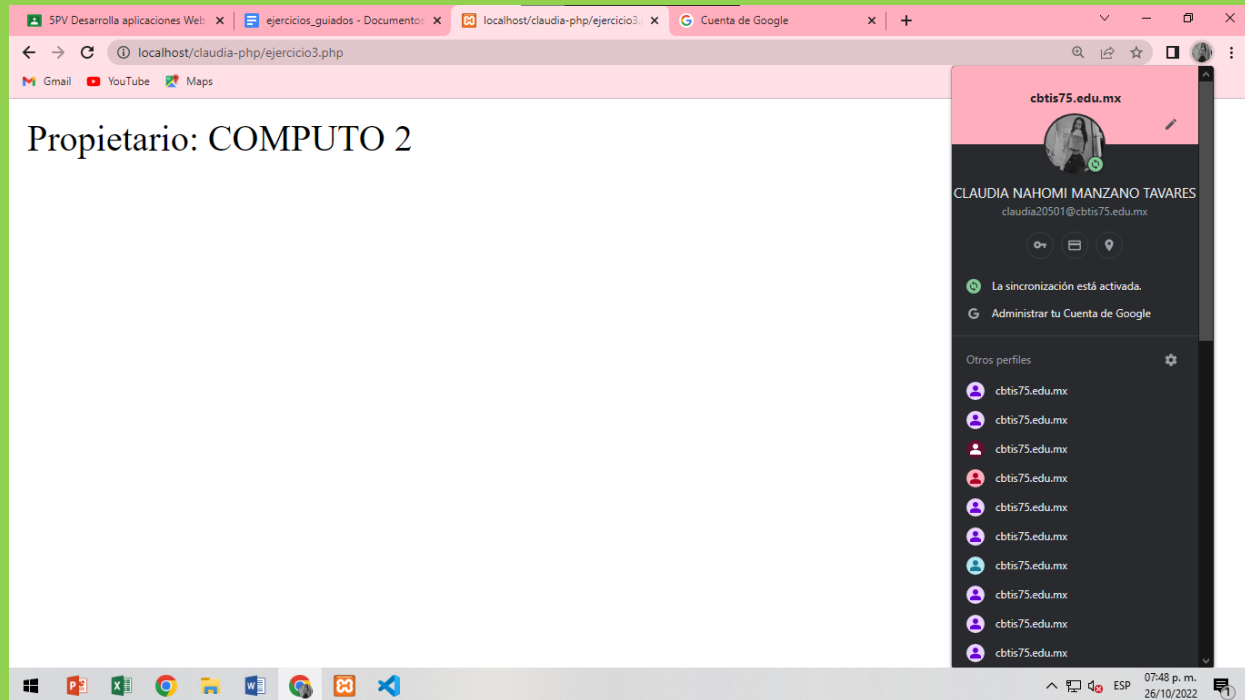 5PV Desarrolla aplicaciones Web
ejercicios_guiados - Documentos
localhost/claudia-php/ejercicio3.
Cuenta de Google
localhost/claudia-php/ejercicio3.php
Gmail
YouTube
Maps
Propietario: COMPUTO 2
cbtis75.edu.mx
CLAUDIA NAHOMI MANZANO TAVARES
claudia20501@cbtis75.edu.mx
La sincronización está activada.
Administrar tu Cuenta de Google
Otros perfiles
cbtis75.edu.mx
cbtis75.edu.mx
cbtis75.edu.mx
cbtis75.edu.mx
cbtis75.edu.mx
cbtis75.edu.mx
cbtis75.edu.mx
cbtis75.edu.mx
cbtis75.edu.mx
cbtis75.edu.mx
ESP
07:48 p. m.
26/10/2022
1